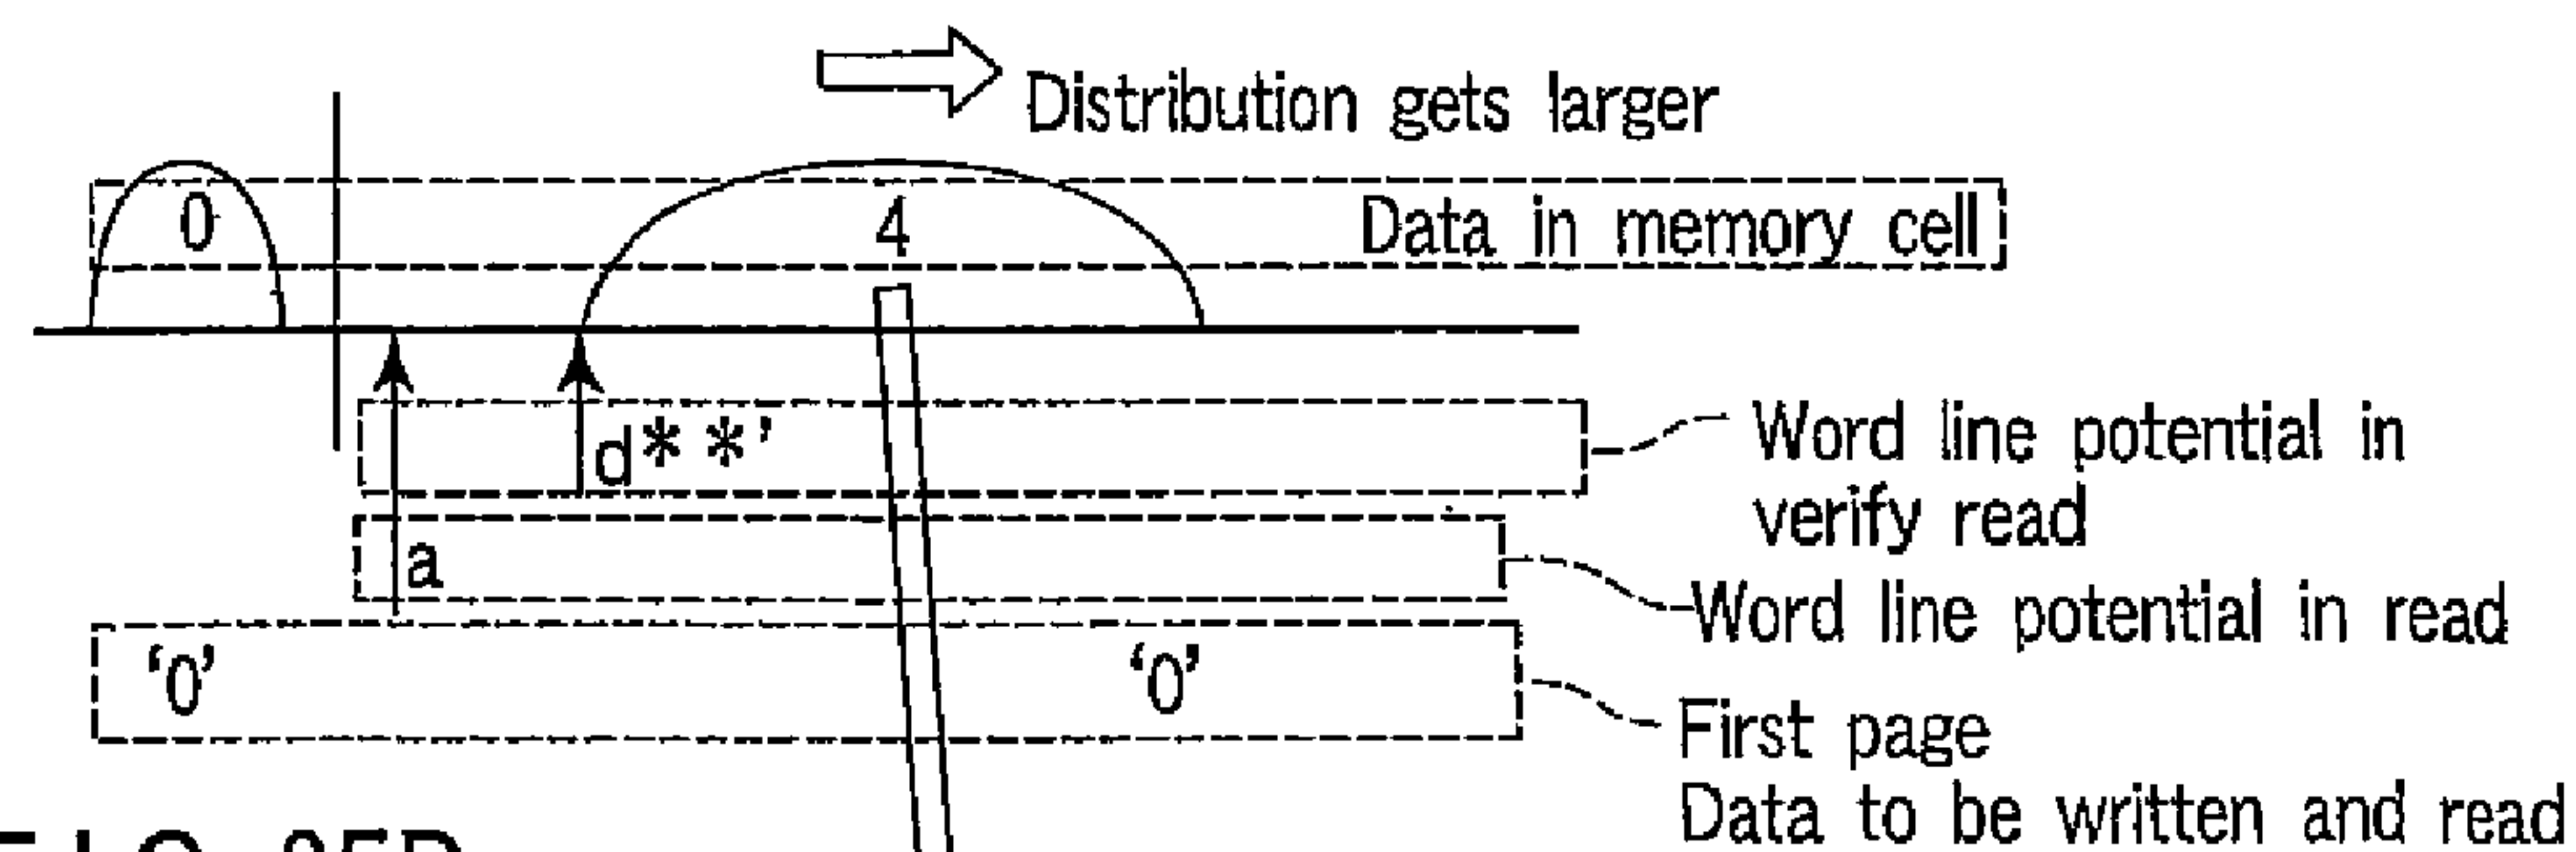 Distribution gets larger
0 4 Data in memory cell
d**’ Word line potential in
verify read
a
Word line potential in read
‘0’ ‘0’
First page
Data to be written and read